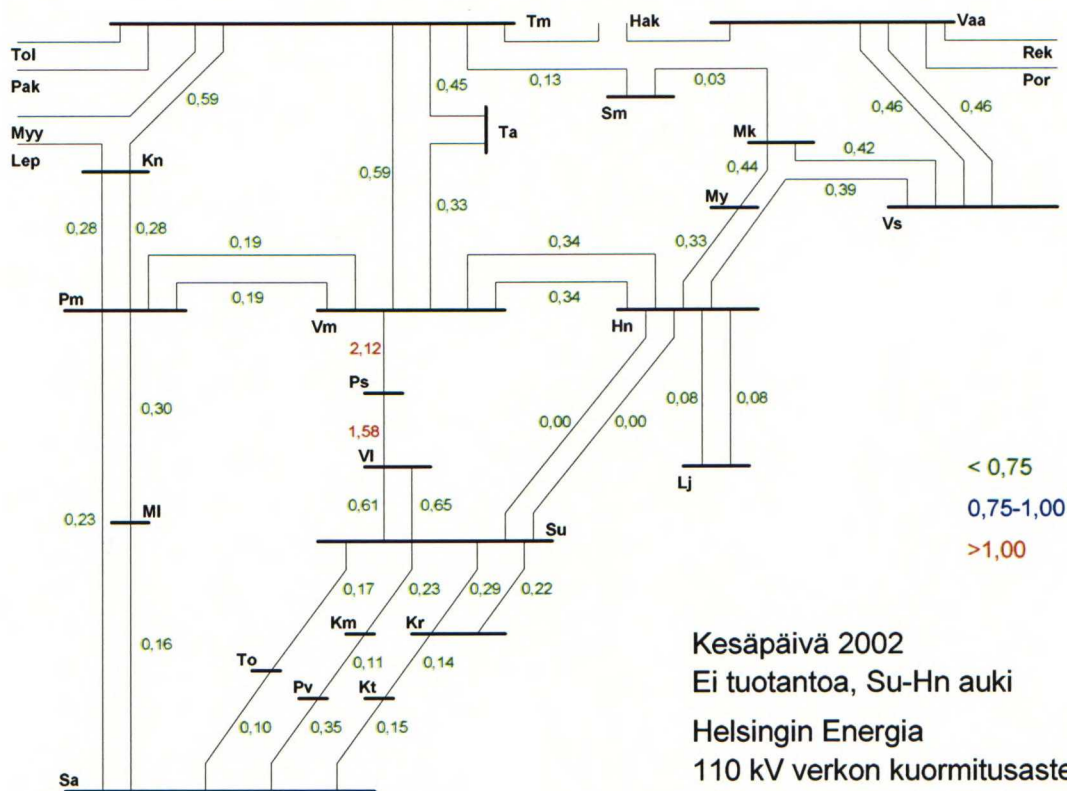 Tm
Hak
Vaa
Tol
Rek
Pak
Por
0,59
0,45
0,13
0,03
Sm
0,46
0,46
Myy
Ta
Mk
Lep
Kn
0,59
0,44
0,42
My
0,39
Vs
0,28
0,28
0,33
0,33
0,19
0,34
Pm
0,19
0,34
Vm
Hn
2,12
Ps
0,30
0,00
0,00
0,08
0,08
1,58
Vl
Lj
< 0,75
0,61
0,65
0,75-1,00
0,23
Ml
Su
>1,00
0,17
0,23
0,29
0,22
Km
Kr
Kesäpäivä 2002
0,16
To
0,11
0,14
Ei tuotantoa, Su-Hn auki
Pv
Kt
0,10
0,35
0,15
Helsingin Energia
Sa
110 kV verkon kuormitusaste